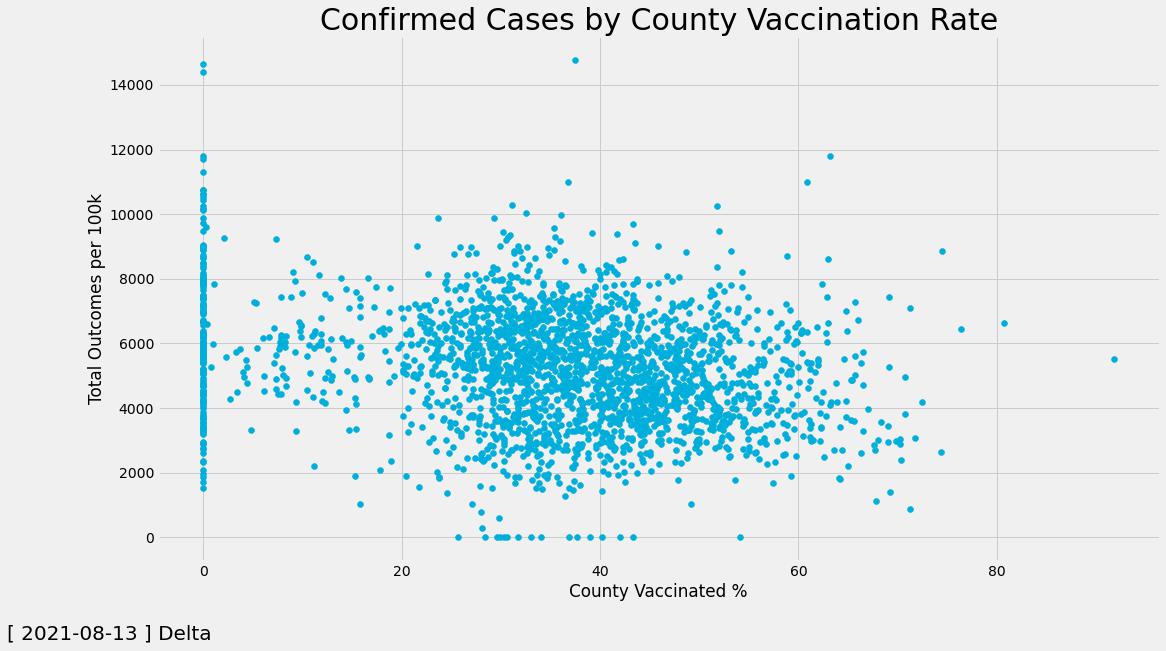 Confirmed Cases by County Vaccination Rate
Total Outcomes per 100k
14000
12000
10000
8000
6000
4000
2000
0
0 20 40 60 80
County Vaccinated %
[ 2021-08-13 ] Delta